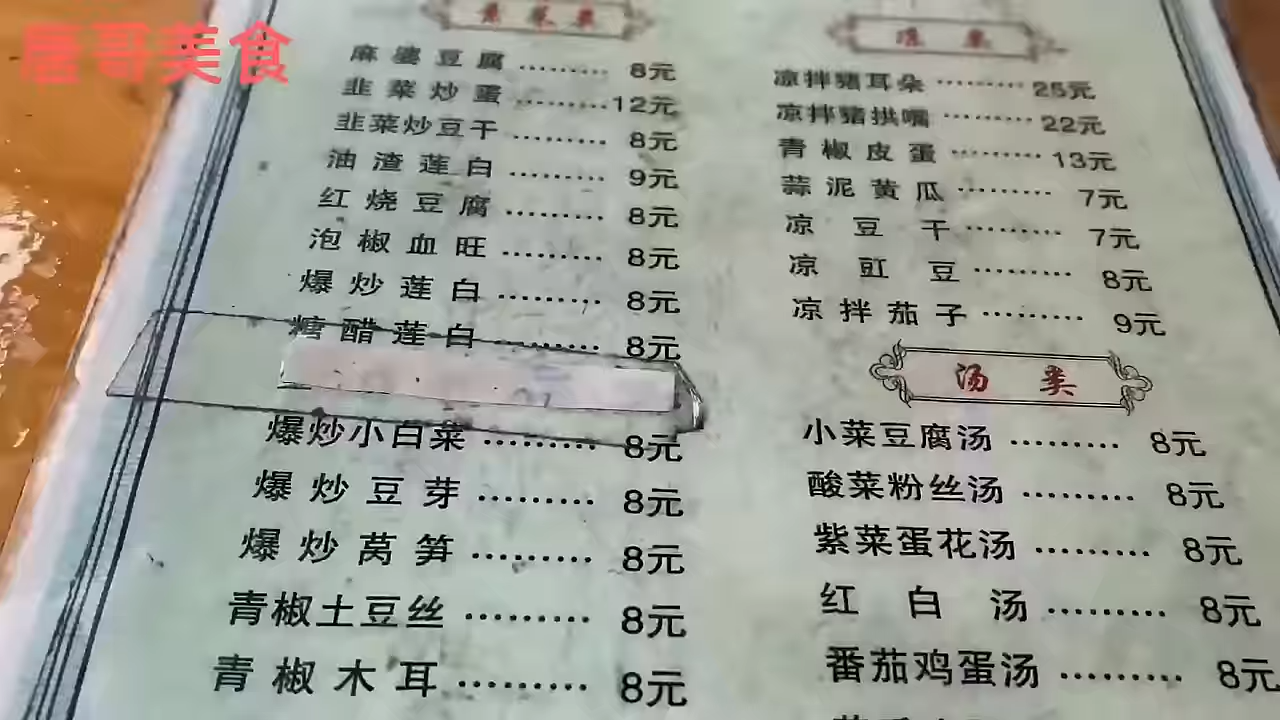 唐哥美食
素菜类
麻婆豆腐 ……… 8元
韭菜炒蛋 ……… 12元
韭菜炒豆干 ……… 8元
油渣莲白 ……… 9元
红烧豆腐 ……… 8元
泡椒血旺 ……… 8元
爆炒莲白 ……… 8元
糖醋莲白 ……… 8元
爆炒小白菜 ……… 8元
爆炒豆芽 ……… 8元
爆炒莴笋 ……… 8元
青椒土豆丝 ……… 8元
青椒木耳 ……… 8元
凉菜
凉拌猪耳朵 ……… 25元
凉拌猪拱嘴 ……… 22元
青椒皮蛋 ……… 13元
蒜泥黄瓜 ……… 7元
凉豆干 ……… 7元
凉豇豆 ……… 8元
凉拌茄子 ……… 9元
汤类
小菜豆腐汤 ……… 8元
酸菜粉丝汤 ……… 8元
紫菜蛋花汤 ……… 8元
红白汤 ……… 8元
番茄鸡蛋汤 ……… 8元